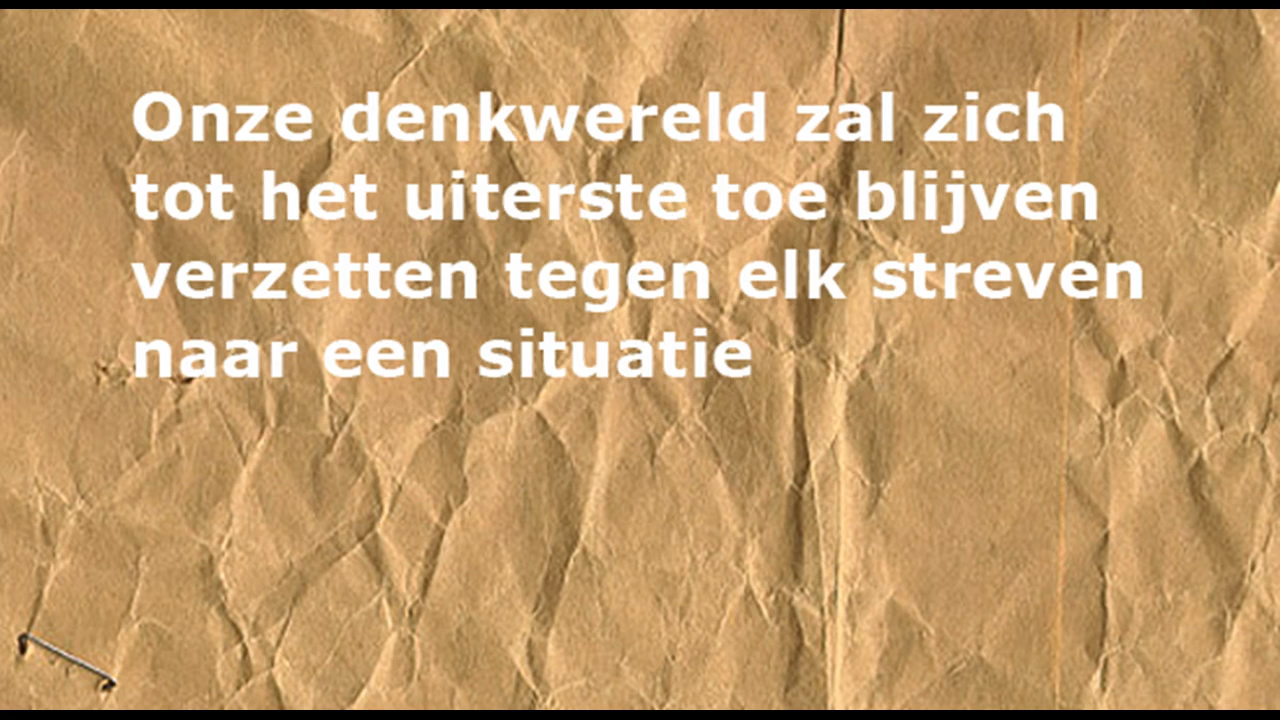 Onze denkwereld zal zich
tot het uiterste toe blijven
verzetten tegen elk streven
naar een situatie